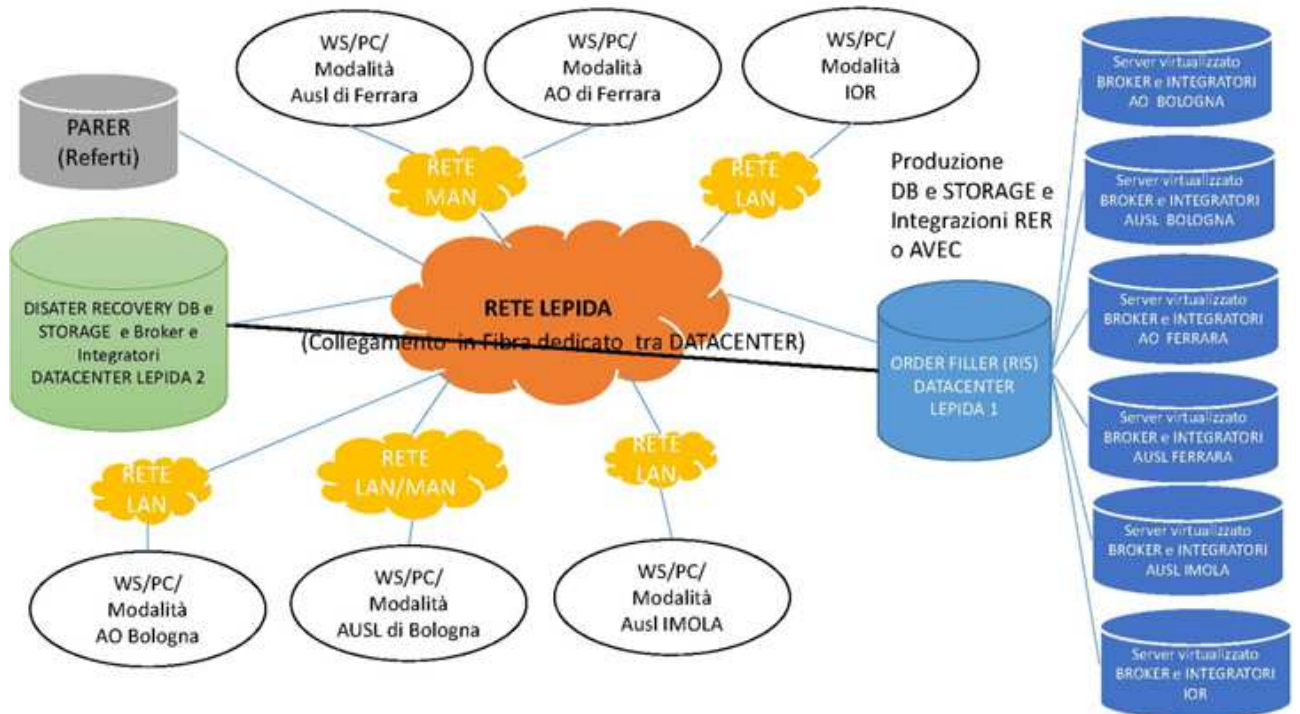 WS/PC/
Modalità
Ausl di Ferrara
WS/PC/
Modalità
AO di Ferrara
WS/PC/
Modalità
IOR
PARER
(Referti)
RETE
MAN
RETE
LAN
Produzione
DB e STORAGE e
Integrazioni RER
o AVEC
DISATER RECOVERY DB e
STORAGE e Broker e
Integratori
DATACENTER LEPIDA 2
RETE LEPIDA
(Collegamento in Fibra dedicato tra DATACENTER)
ORDER FILLER (RIS)
DATACENTER
LEPIDA 1
RETE
LAN
RETE
LAN/MAN
RETE
LAN
WS/PC/
Modalità
AO Bologna
WS/PC/
Modalità
AUSL di Bologna
WS/PC/
Modalità
Ausl IMOLA
Server virtualizzato
BROKER e INTEGRATORI
AO BOLOGNA
Server virtualizzato
BROKER e INTEGRATORI
AUSL BOLOGNA
Server virtualizzato
BROKER e INTEGRATORI
AO FERRARA
Server virtualizzato
BROKER e INTEGRATORI
AUSL FERRARA
Server virtualizzato
BROKER e INTEGRATORI
AUSL IMOLA
Server virtualizzato
BROKER e INTEGRATORI
IOR